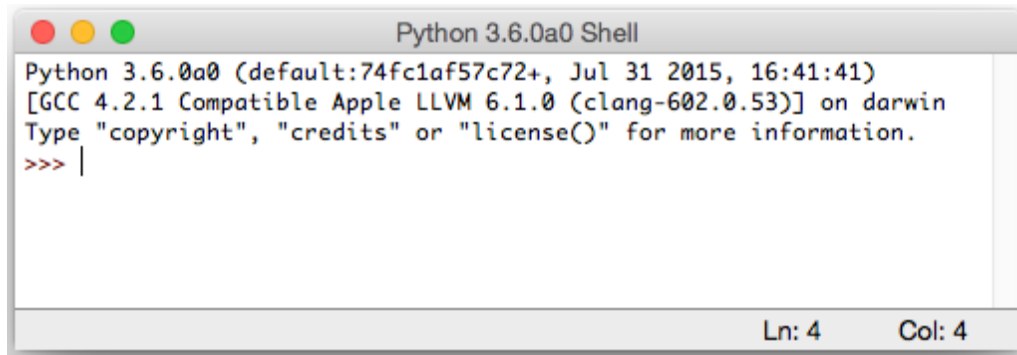 Python 3.6.0a0 Shell
Python 3.6.0a0 (default:74fc1af57c72+, Jul 31 2015, 16:41:41)
[GCC 4.2.1 Compatible Apple LLVM 6.1.0 (clang-602.0.53)] on darwin
Type "copyright", "credits" or "license()" for more information.
>>>
Ln: 4 Col: 4